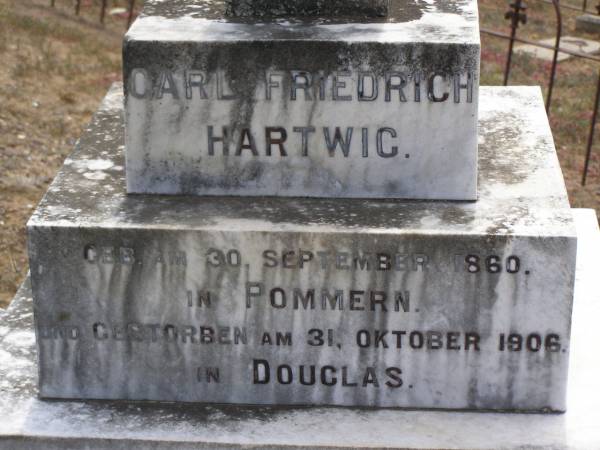 CARL FRIEDRICH
HARTWIG.
GEB. AM 30, SEPTEMBER 1860.
IN POMMERN.
UND GESTORBEN AM 31, OKTOBER 1906.
IN DOUGLAS.